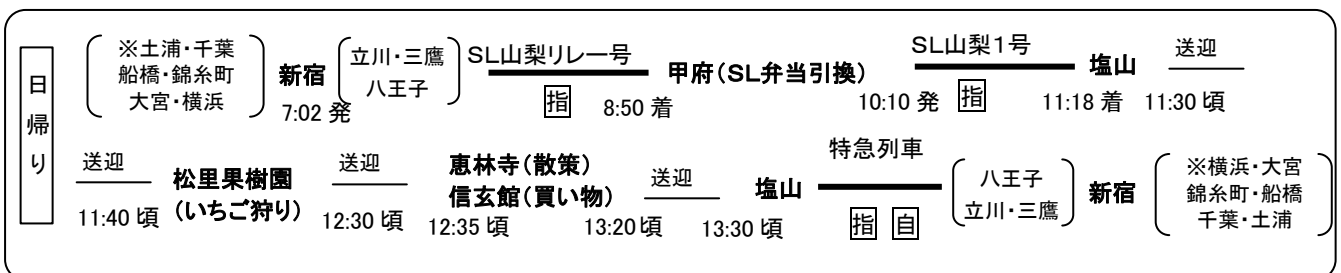 日帰り
※土浦・千葉
船橋・錦糸町
大宮・横浜
新宿
7:02 発
立川・三鷹
八王子
SL山梨リレー号
指
8:50 着
甲府(SL弁当引換)
SL山梨1号
10:10 発
指
11:18 着
塩山
送迎
11:30 頃
送迎
11:40 頃
松里果樹園
(いちご狩り)
送迎
12:30 頃
恵林寺(散策)
信玄館(買い物)
12:35 頃
送迎
13:20 頃
塩山
13:30 頃
特急列車
指 自
八王子
立川・三鷹
新宿
※横浜・大宮
錦糸町・船橋
千葉・土浦